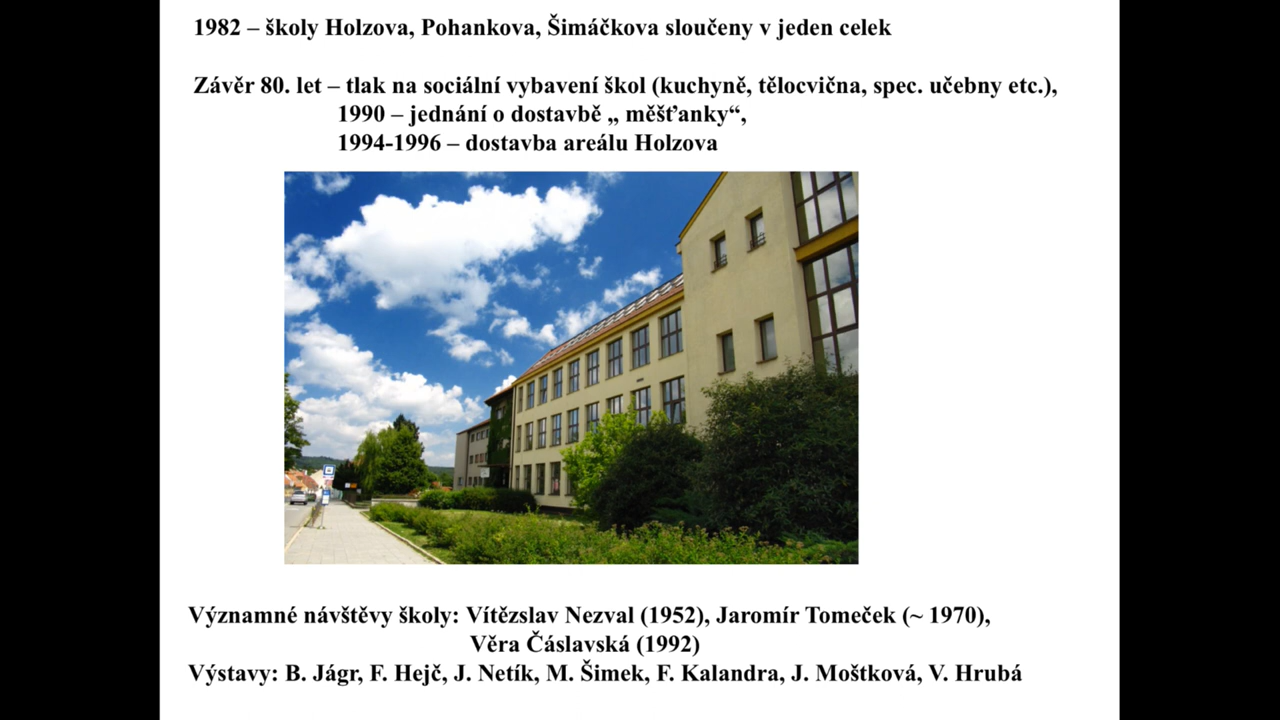 1982 – školy Holzova, Pohankova, Šimáčkova sloučeny v jeden celek
Závěr 80. let – tlak na sociální vybavení škol (kuchyně, tělocvična, spec. učebny etc.),
1990 – jednání o dostavbě „ měšťanky“,
1994-1996 – dostavba areálu Holzova
Významné návštěvy školy: Vítězslav Nezval (1952), Jaromír Tomeček (~ 1970),
Věra Čáslavská (1992)
Výstavy: B. Jágr, F. Hejč, J. Netík, M. Šimek, F. Kalandra, J. Moštková, V. Hrubá